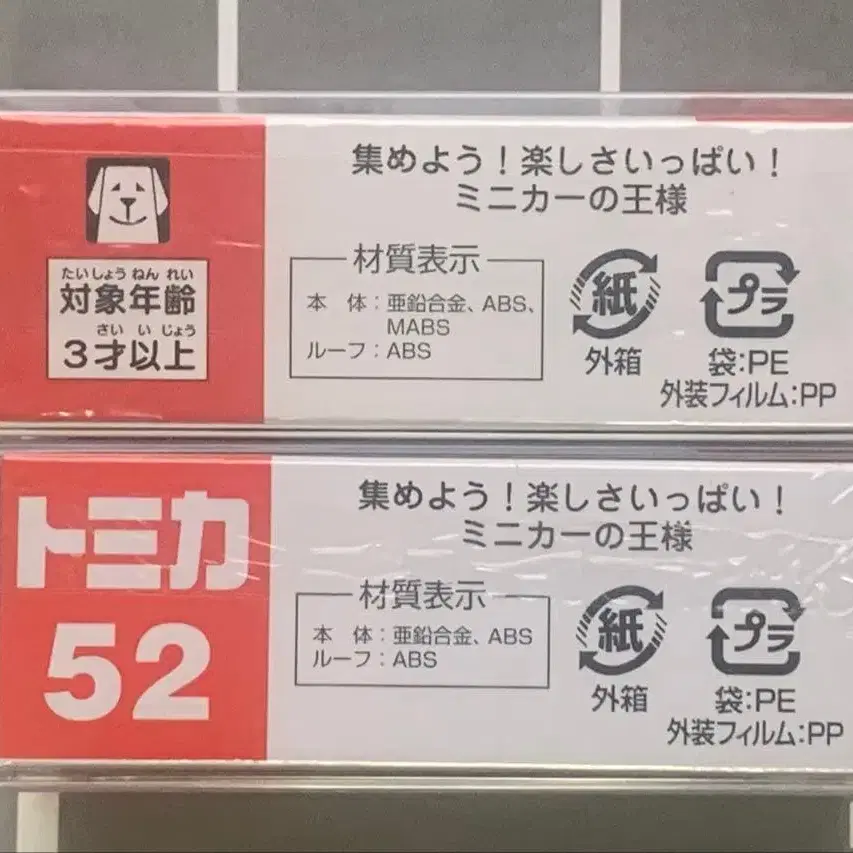 集めよう！楽しさいっぱい！
ミニカーの王様
たいしょう ねん れい
対象年齢
さい い じょう
3才以上
材質表示
本　体：亜鉛合金、ABS、
MABS
ルーフ：ABS
紙
外箱
プラ
袋:PE
外装フィルム:PP
トミカ
52
集めよう！楽しさいっぱい！
ミニカーの王様
材質表示
本　体：亜鉛合金、ABS
ルーフ：ABS
紙
外箱
プラ
袋:PE
外装フィルム:PP